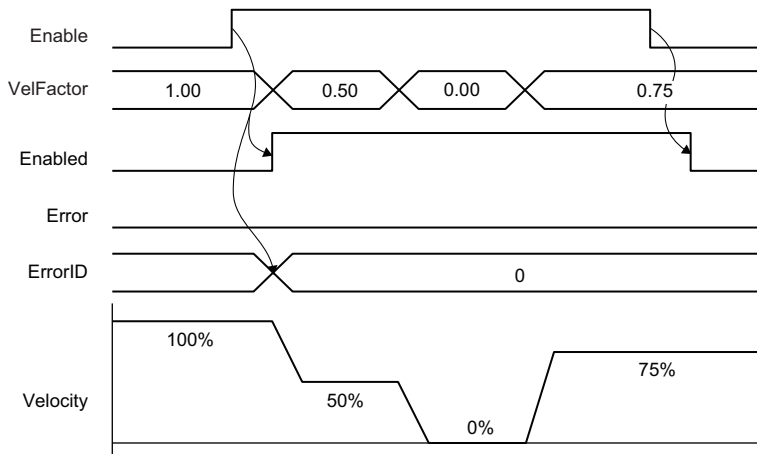 Enable
VelFactor
1.00
0.50
0.00
0.75
Enabled
Error
ErrorID
0
100%
Velocity
50%
0%
75%